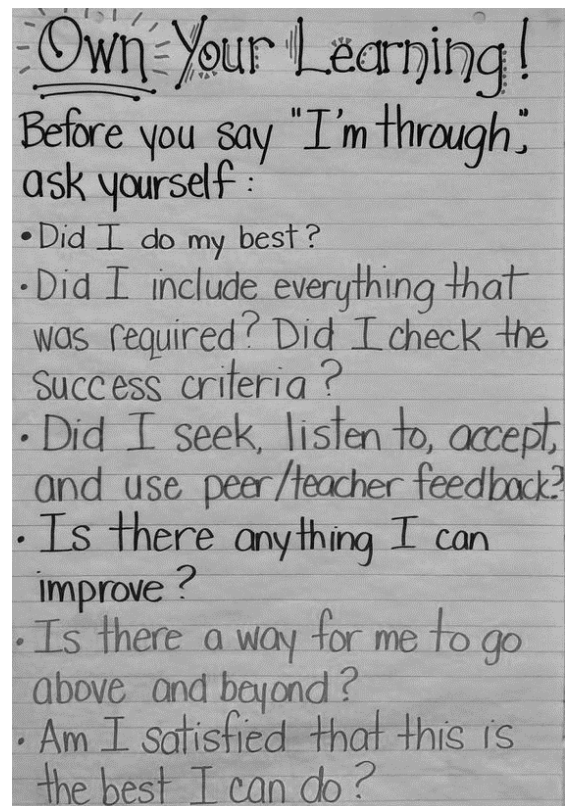 Own Your Learning!
Before you say "I'm through,"
ask yourself:
• Did I do my best?
• Did I include everything that
was required? Did I check the
success criteria?
• Did I seek, listen to, accept,
and use peer/teacher feedback?
• Is there anything I can
improve?
• Is there a way for me to go
above and beyond?
• Am I satisfied that this is
the best I can do?